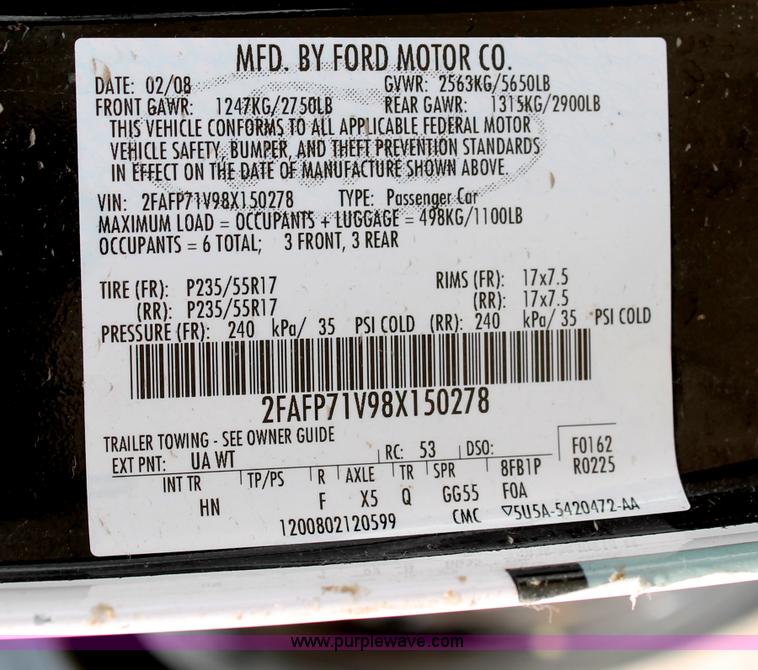 MFD. BY FORD MOTOR CO.
DATE: 02/08 GVWR: 2563KG/5650LB
FRONT GAWR: 1247KG/2750LB REAR GAWR: 1315KG/2900LB
THIS VEHICLE CONFORMS TO ALL APPLICABLE FEDERAL MOTOR
VEHICLE SAFETY, BUMPER, AND THEFT PREVENTION STANDARDS
IN EFFECT ON THE DATE OF MANUFACTURE SHOWN ABOVE.
VIN: 2FAFP71V98X150278 TYPE: Passenger Car
MAXIMUM LOAD = OCCUPANTS + LUGGAGE = 498KG/1100LB
OCCUPANTS = 6 TOTAL; 3 FRONT, 3 REAR
TIRE (FR): P235/55R17 RIMS (FR): 17x7.5
(RR): P235/55R17 (RR): 17x7.5
PRESSURE (FR): 240 kPa/ 35 PSI COLD (RR): 240 kPa/ 35 PSI COLD
2FAFP71V98X150278
TRAILER TOWING - SEE OWNER GUIDE
EXT PNT: UA WT RC: 53 DSO: F0162
INT TR TP/PS R AXLE TR SPR 8FB1P R0225
HN F X5 Q GG55 F0A
1200802120599 CMC ▽5U5A-5420472-AA
www.purplewave.com